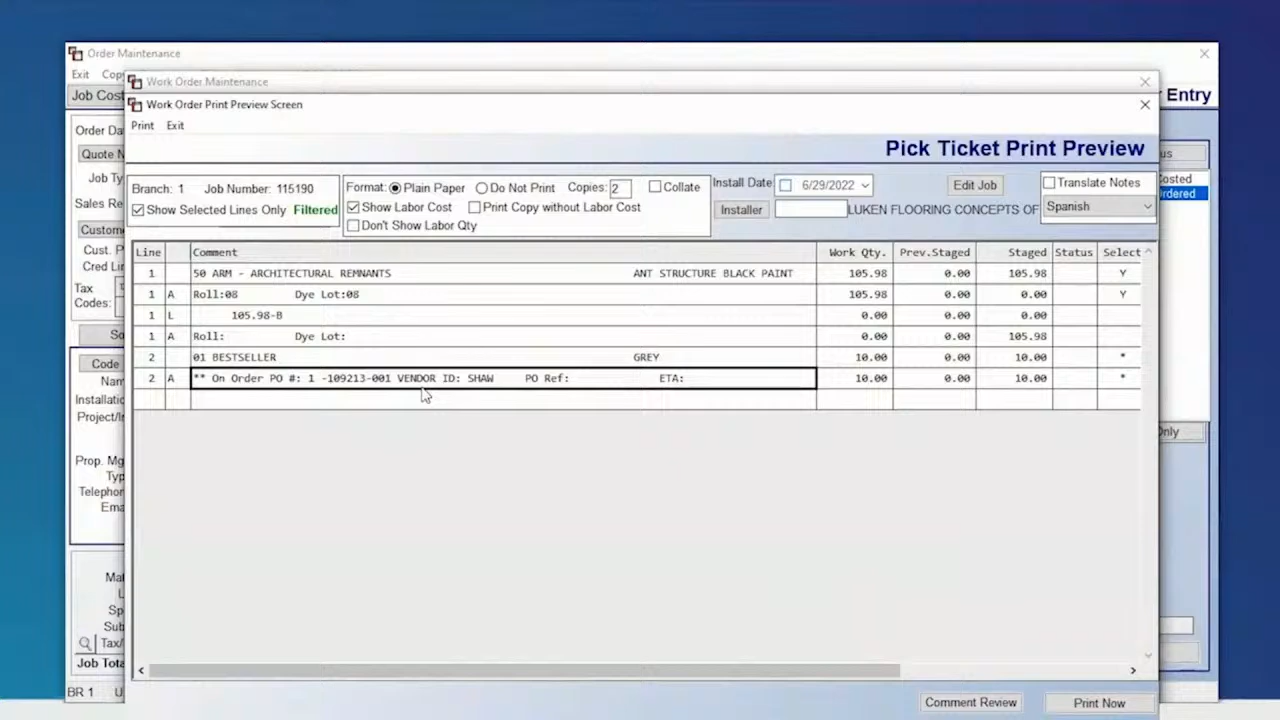 Order Maintenance
Exit
Work Order Maintenance
Job Cost
Entry
Work Order Print Preview Screen
Print Exit
Pick Ticket Print Preview
Order Da
Quote N
Job Ty
Sales Re
Custome
Cust. P
Cred Lin
Tax
Codes:
So
Code
Nam
Installation
Project/In
Prop. Mg
Typ
Telephon
Ema
Ma
L
Sp
Sub
Tax/
Job Tota
BR 1 U
Branch: 1 Job Number: 115190
Show Selected Lines Only Filtered
Format: Plain Paper Do Not Print Copies: 2 Collate
Show Labor Cost Print Copy without Labor Cost
Don't Show Labor Qty
Install Date: 6/29/2022 Edit Job
Installer LUKEN FLOORING CONCEPTS OF
Translate Notes
Spanish
us
Costed
rdered
Only
Line Comment Work Qty. Prev.Staged Staged Status Select
1 50 ARM - ARCHITECTURAL REMNANTS ANT STRUCTURE BLACK PAINT 105.98 0.00 105.98 Y
1 A Roll:08 Dye Lot:08 105.98 0.00 105.98 Y
1 L 105.98-B 0.00 0.00 0.00
1 A Roll: Dye Lot: 0.00 0.00 105.98
2 01 BESTSELLER GREY 10.00 0.00 10.00 *
2 A ** On Order PO #: 1 -109213-001 VENDOR ID: SHAW PO Ref: ETA: 10.00 0.00 10.00 *
Comment Review Print Now